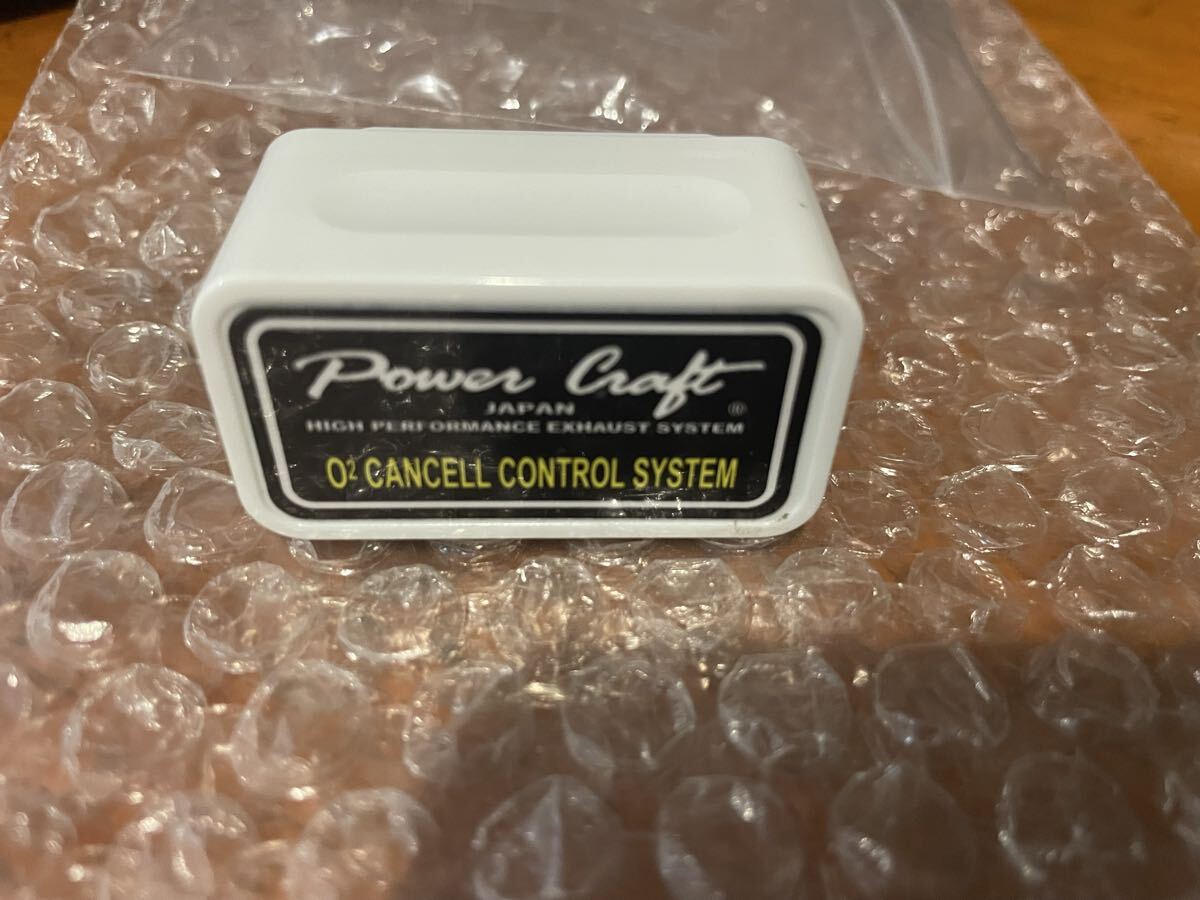 Power Craft
JAPAN ®
HIGH PERFORMANCE EXHAUST SYSTEM
O² CANCELL CONTROL SYSTEM